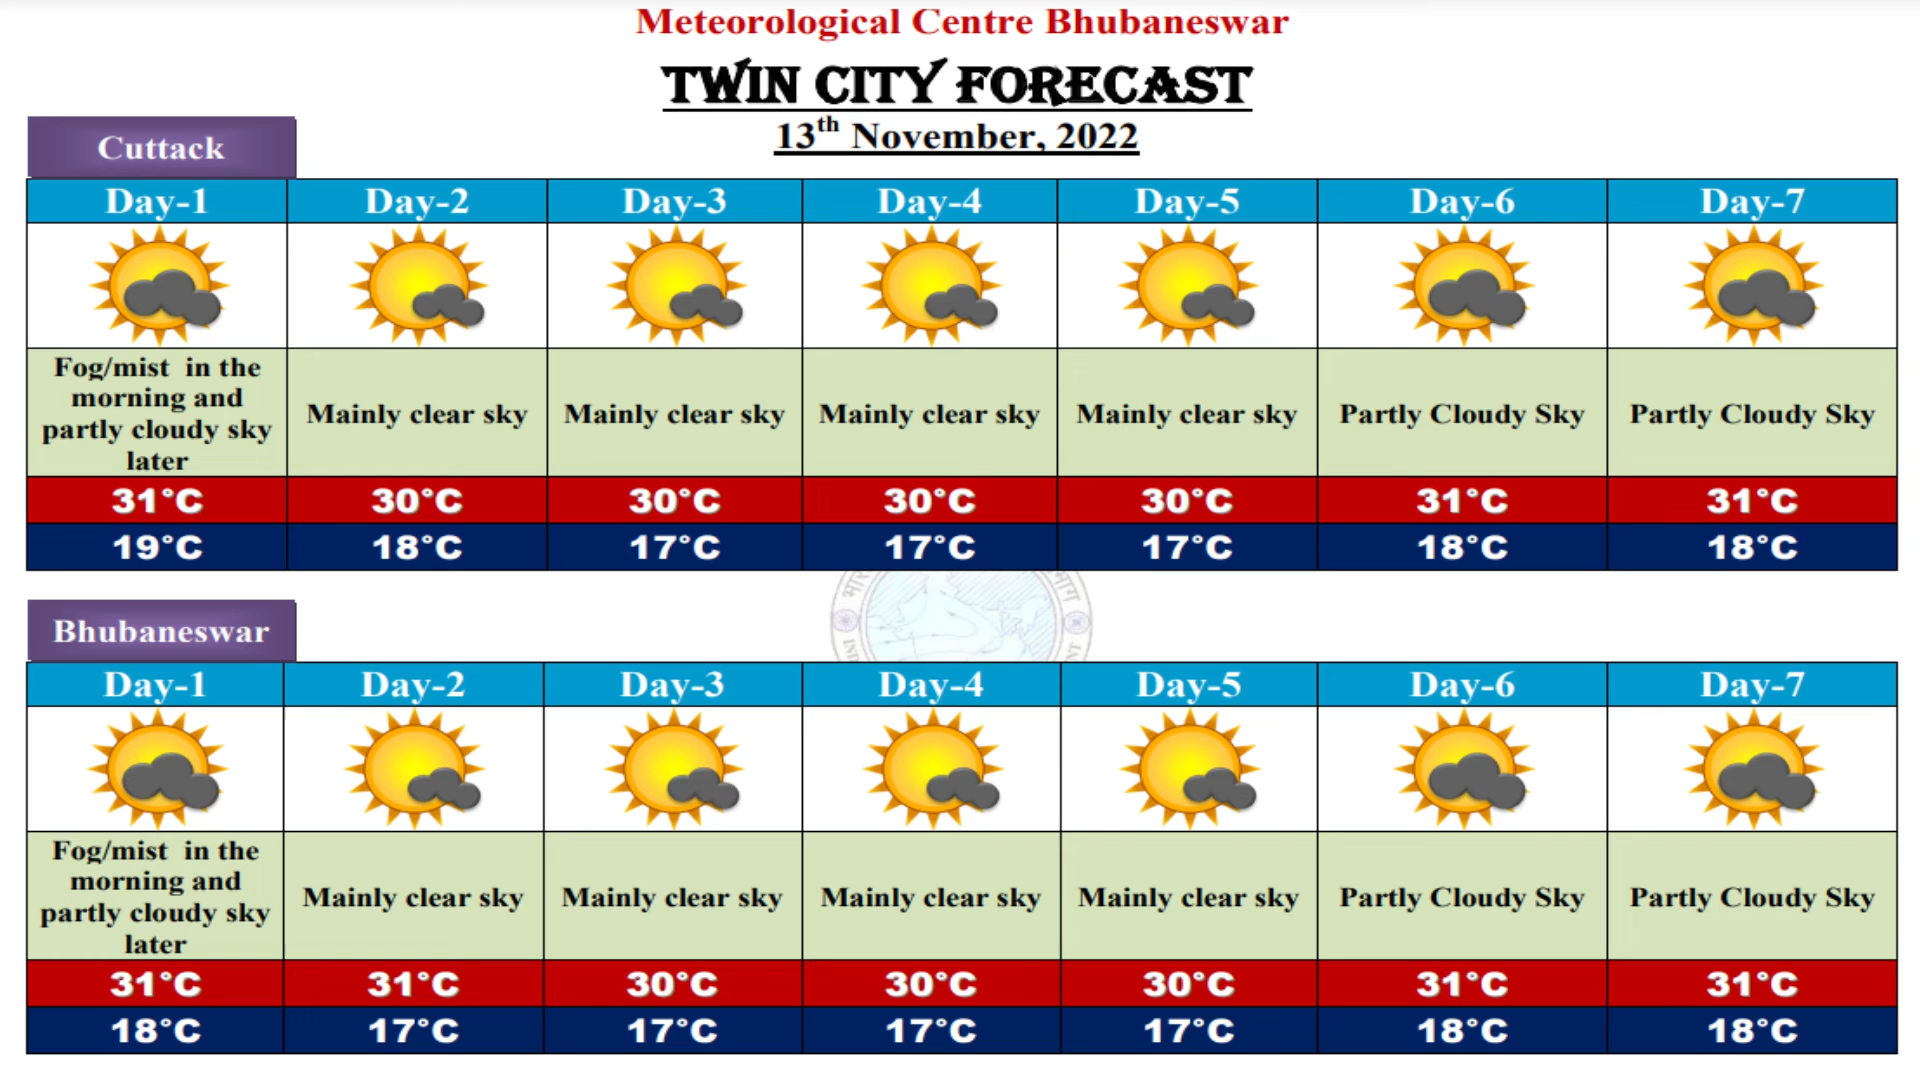 Meteorological Centre Bhubaneswar
TWIN CITY FORECAST
13th November, 2022
Cuttack
Day-1 Day-2 Day-3 Day-4 Day-5 Day-6 Day-7
Fog/mist in the
morning and
partly cloudy sky
later
Mainly clear sky
Mainly clear sky
Mainly clear sky
Mainly clear sky
Partly Cloudy Sky
Partly Cloudy Sky
31°C 30°C 30°C 30°C 30°C 31°C 31°C
19°C 18°C 17°C 17°C 17°C 18°C 18°C
Bhubaneswar
Day-1 Day-2 Day-3 Day-4 Day-5 Day-6 Day-7
Fog/mist in the
morning and
partly cloudy sky
later
Mainly clear sky
Mainly clear sky
Mainly clear sky
Mainly clear sky
Partly Cloudy Sky
Partly Cloudy Sky
31°C 31°C 30°C 30°C 30°C 31°C 31°C
18°C 17°C 17°C 17°C 17°C 18°C 18°C